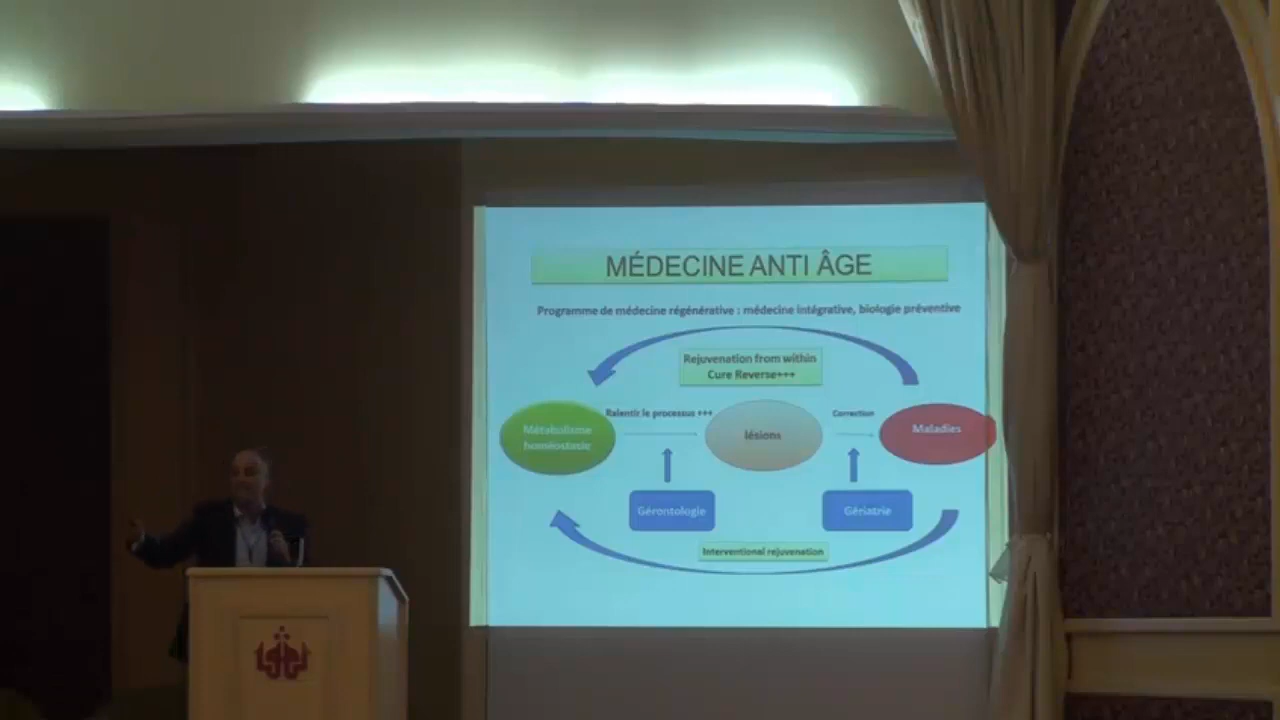 MÉDECINE ANTI ÂGE
Programme de médecine régénérative : médecine intégrative, biologie préventive
Rejuvenation from within
Cure Reverse+++
Ralentir le processus +++
Correction
Métabolisme
homéostasie
lésions
Maladies
Gérontologie
Gériatrie
Interventional rejuvenation